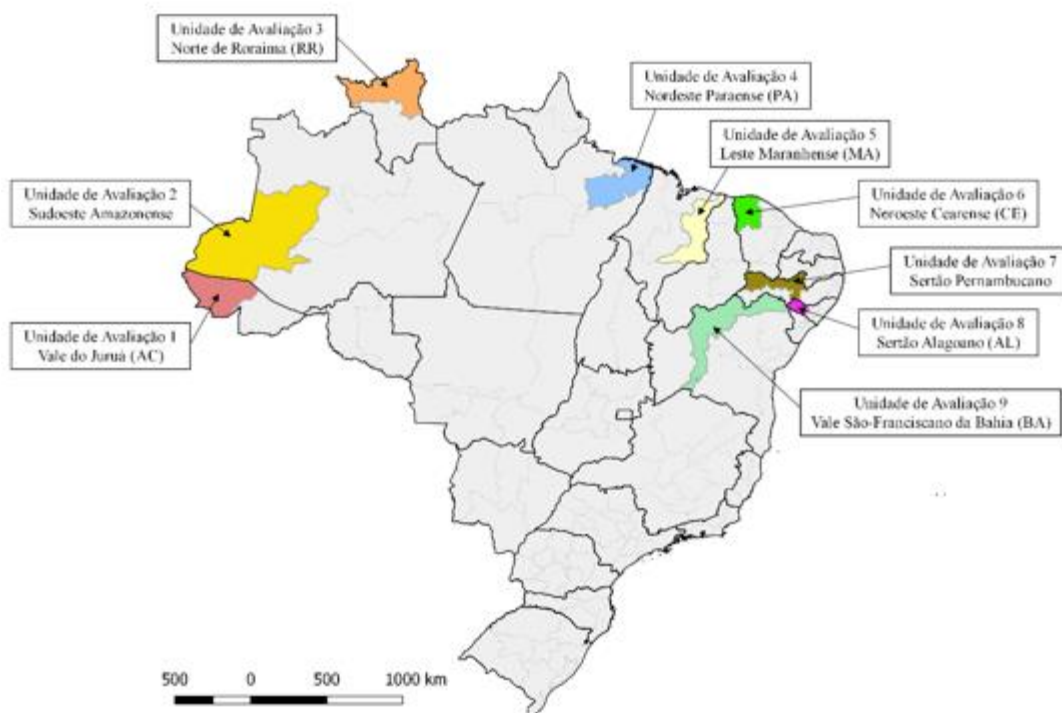 Unidade de Avaliação 3
Norte de Roraima (RR)
Unidade de Avaliação 4
Nordeste Paraense (PA)
Unidade de Avaliação 5
Leste Maranhense (MA)
Unidade de Avaliação 2
Sudoeste Amazonense
Unidade de Avaliação 6
Neroeste Cearense (CE)
Unidade de Avaliação 7
Sertão Pernambucano
Unidade de Avaliação 1
Vale do Juruá (AC)
Unidade de Avaliação 8
Sertão Alagoano (AL)
Unidade de Avaliação 9
Vale São-Franciscano da Bahia (BA)
500 0 500 1000 km